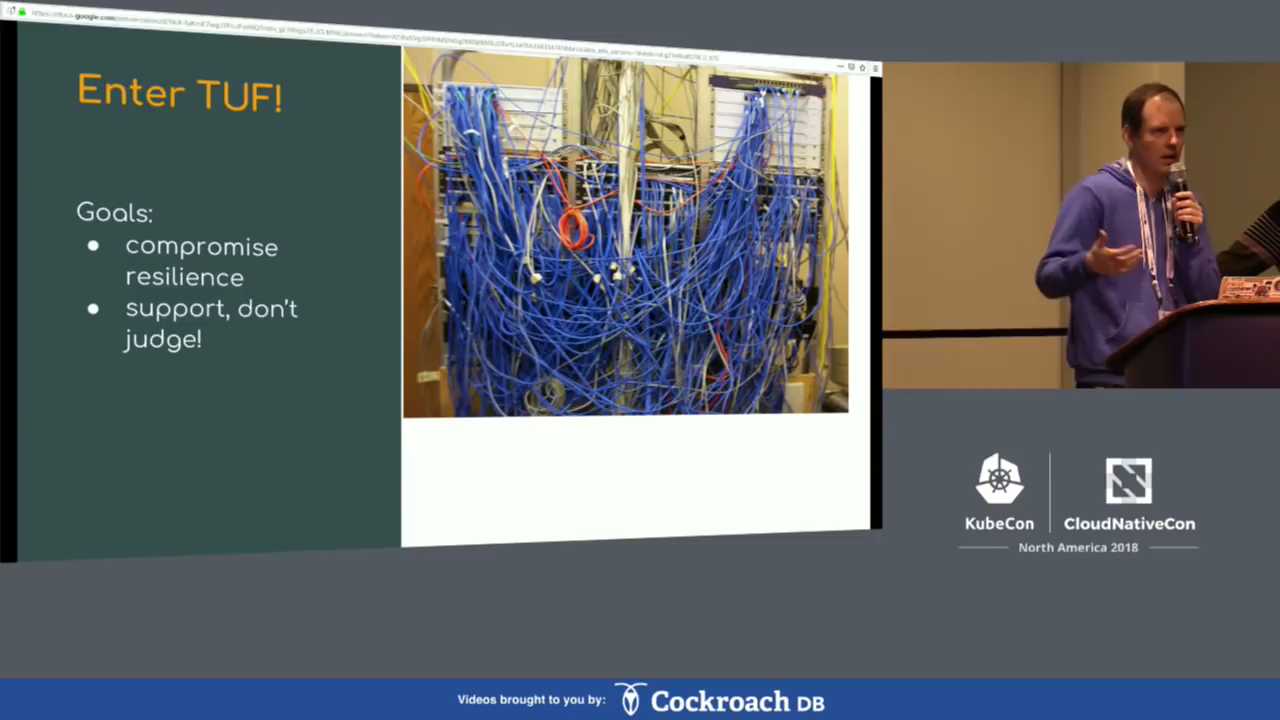 Enter TUF!
Goals:
● compromise
resilience
● support, don't
judge!
KubeCon
CloudNativeCon
North America 2018
Videos brought to you by:
Cockroach DB